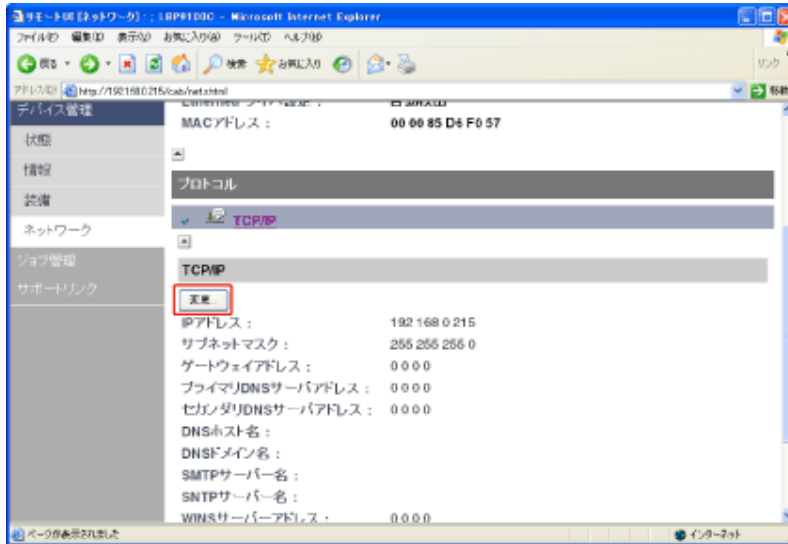 リモートUI [ネットワーク] : : LBP9100C - Microsoft Internet Explorer
ファイル(F) 編集(E) 表示(V) お気に入り(A) ツール(T) ヘルプ(H)
戻る 検索 お気に入り リンク
アドレス(D) http://192.168.0.215/cab/net.shtml 移動
デバイス管理
MACアドレス : 00 00 85 D6 F0 57
状態
情報
プロトコル
装備
TCP/IP
ネットワーク
ジョブ管理
TCP/IP
サポートリンク
変更...
IPアドレス : 192 168 0 215
サブネットマスク : 255 255 255 0
ゲートウェイアドレス : 0 0 0 0
プライマリDNSサーバアドレス : 0 0 0 0
セカンダリDNSサーバアドレス : 0 0 0 0
DNSホスト名 :
DNSドメイン名 :
SMTPサーバー名 :
SNTPサーバー名 :
WINSサーバーアドレス : 0 0 0 0
ページが表示されました インターネット